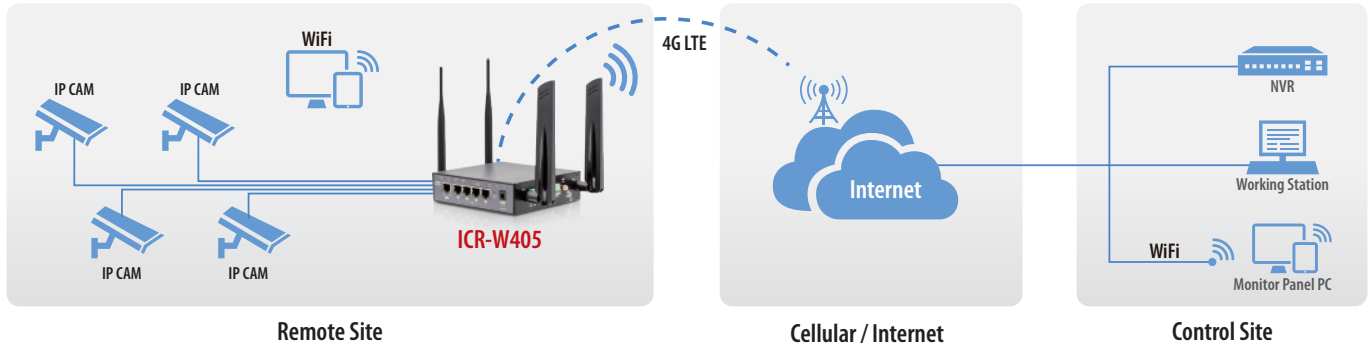 WiFi
IP CAM
IP CAM
IP CAM
IP CAM
ICR-W405
Remote Site
4G LTE
Internet
Cellular / Internet
NVR
Working Station
WiFi
Monitor Panel PC
Control Site